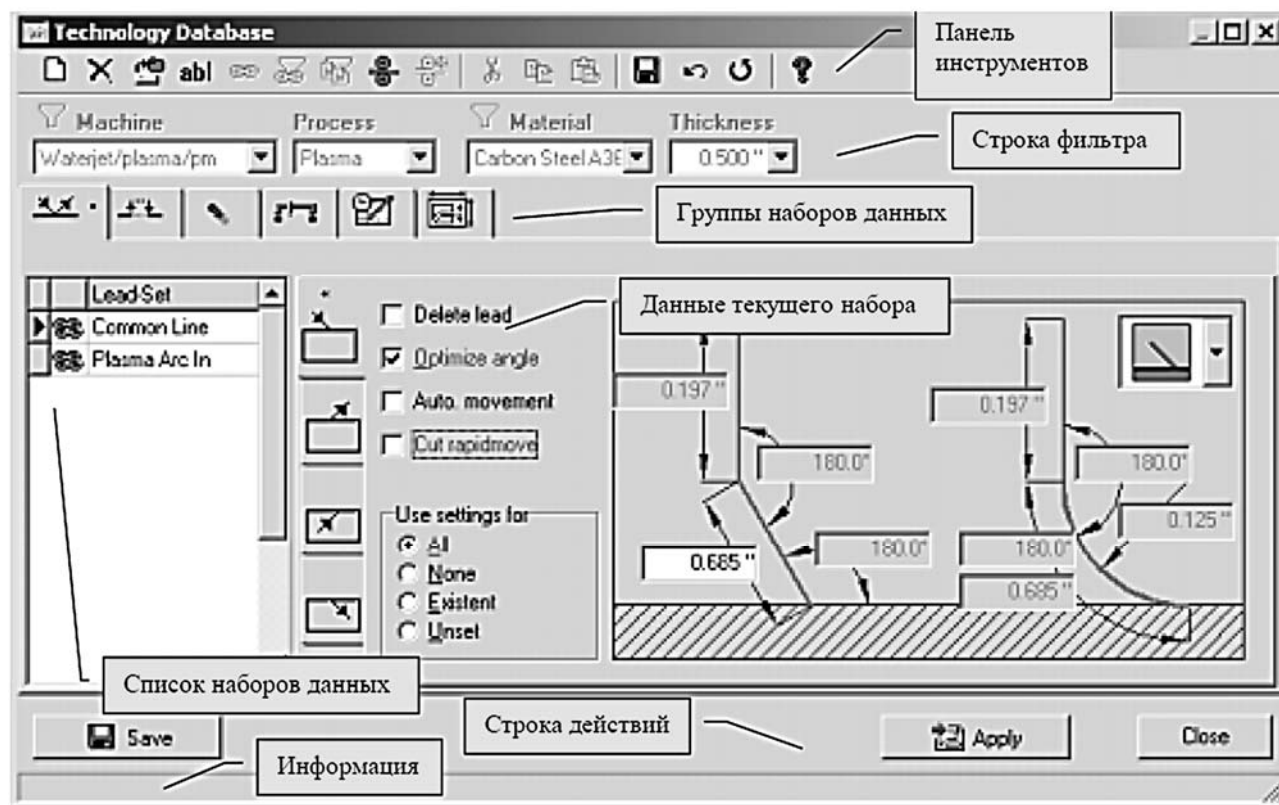 Technology Database
Панель
инструментов
abl
Machine Process Material Thickness
Waterjet/plasma/pm Plasma Carbon Steel A36 0.500 "
Строка фильтра
Группы наборов данных
Lead-Set
Common Line
Plasma Arc In
Delete lead
Optimize angle
Auto. movement
Cut rapidmove
Данные текущего набора
Use settings for
All
None
Existent
Unset
0.197 " 0.197 "
180.0° 180.0°
0.125 "
0.685 " 180.0° 180.0°
0.685 "
Список наборов данных
Строка действий
Save Apply Close
Информация